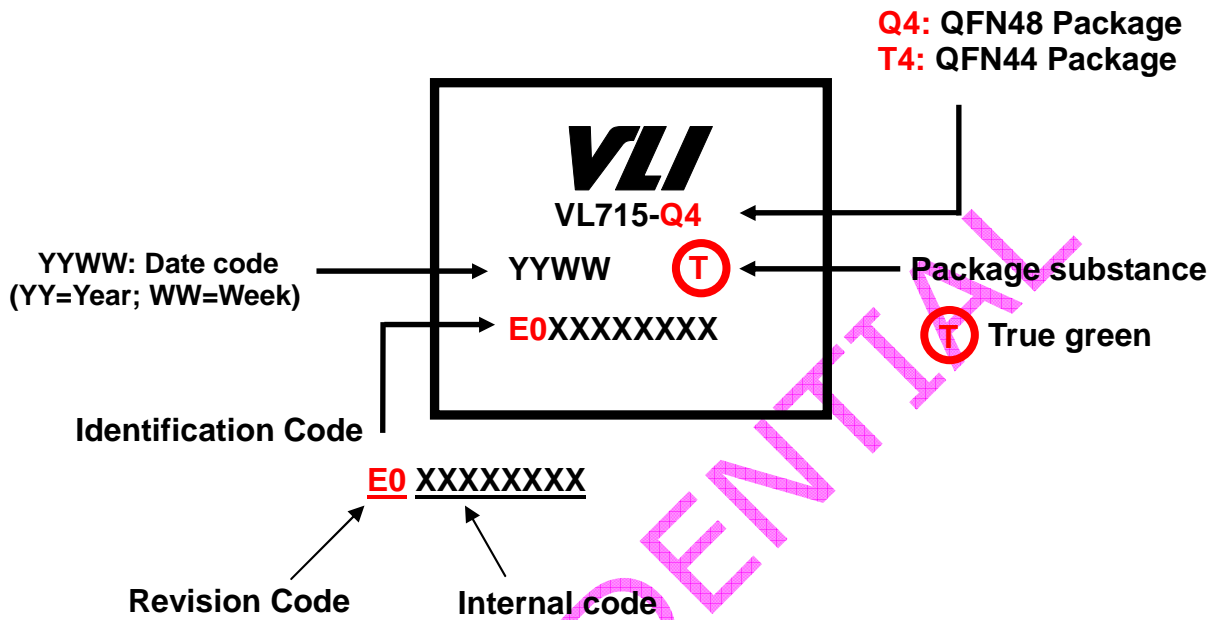 Q4: QFN48 Package
T4: QFN44 Package
VLI
VL715-Q4
YYWW: Date code
(YY=Year; WW=Week)
YYWW T
Package substance
E0XXXXXXXX
T True green
Identification Code
E0 XXXXXXXX
Revision Code
Internal code
DENTIAL